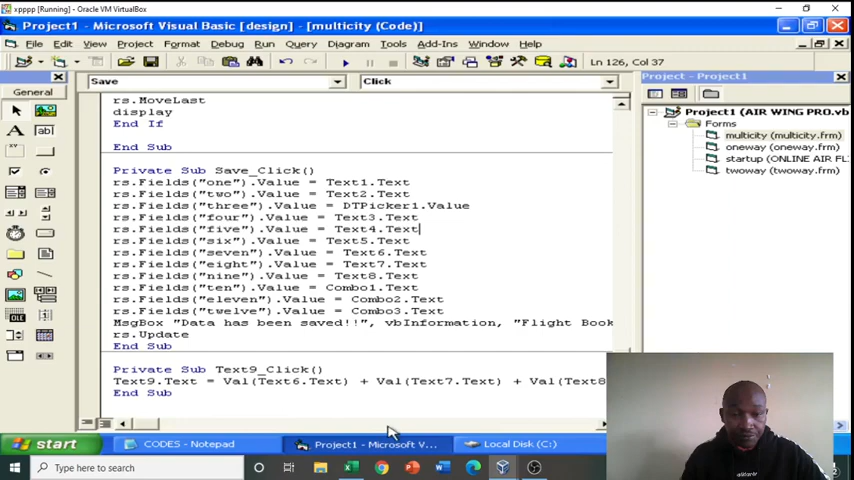 xpppp [Running] - Oracle VM VirtualBox
Project1 - Microsoft Visual Basic [design] - [multicity (Code)]
File Edit View Project Format Debug Run Query Diagram Tools Add-Ins Window Help
Ln 126, Col 37
General
Save
Click
rs.MoveLast
display
End If
End Sub
Private Sub Save_Click()
rs.Fields("one").Value = Text1.Text
rs.Fields("two").Value = Text2.Text
rs.Fields("three").Value = DTPicker1.Value
rs.Fields("four").Value = Text3.Text
rs.Fields("five").Value = Text4.Text
rs.Fields("six").Value = Text5.Text
rs.Fields("seven").Value = Text6.Text
rs.Fields("eight").Value = Text7.Text
rs.Fields("nine").Value = Text8.Text
rs.Fields("ten").Value = Combo1.Text
rs.Fields("eleven").Value = Combo2.Text
rs.Fields("twelve").Value = Combo3.Text
MsgBox "Data has been saved!!", vbInformation, "Flight Book
rs.Update
End Sub
Private Sub Text9_Click()
Text9.Text = Val(Text6.Text) + Val(Text7.Text) + Val(Text8
End Sub
Project - Project1
Project1 (AIR WING PRO.vb
Forms
multicity (multicity.frm)
oneway (oneway.frm)
startup (ONLINE AIR FL
twoway (twoway.frm)
start
CODES - Notepad
Project1 - Microsoft V...
Local Disk (C:)
Type here to search